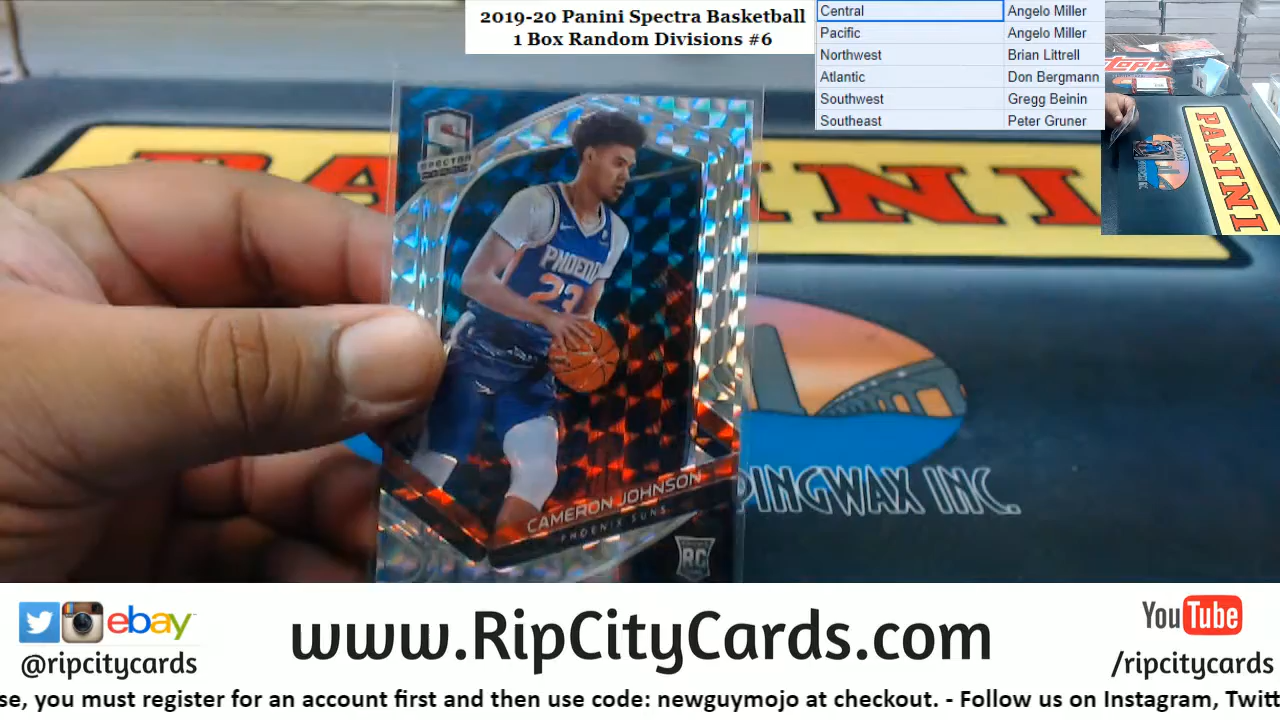 2019-20 Panini Spectra Basketball
1 Box Random Divisions #6
Central Angelo Miller
Pacific Angelo Miller
Northwest Brian Littrell
Atlantic Don Bergmann
Southwest Gregg Beinin
Southeast Peter Gruner
TOPPS
PANINI
PANINI
S
SPECTRA
PHOENIX
23
CAMERON JOHNSON
PHOENIX SUNS
RC
PINGWAX INC.
ebay
@ripcitycards
www.RipCityCards.com
YouTube
/ripcitycards
se, you must register for an account first and then use code: newguymojo at checkout. - Follow us on Instagram, Twitt